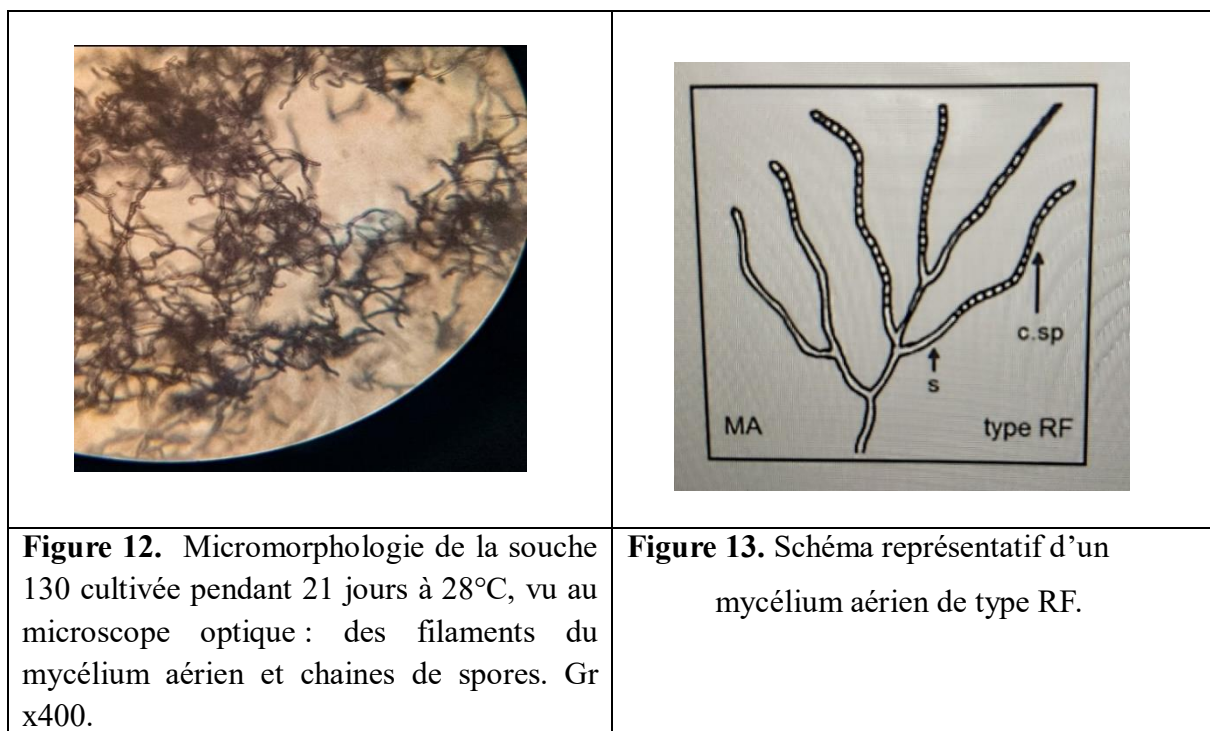 c.sp
s
MA type RF
Figure 12. Micromorphologie de la souche
130 cultivée pendant 21 jours à 28°C, vu au
microscope optique : des filaments du
mycélium aérien et chaines de spores. Gr
x400.
Figure 13. Schéma représentatif d’un
mycélium aérien de type RF.